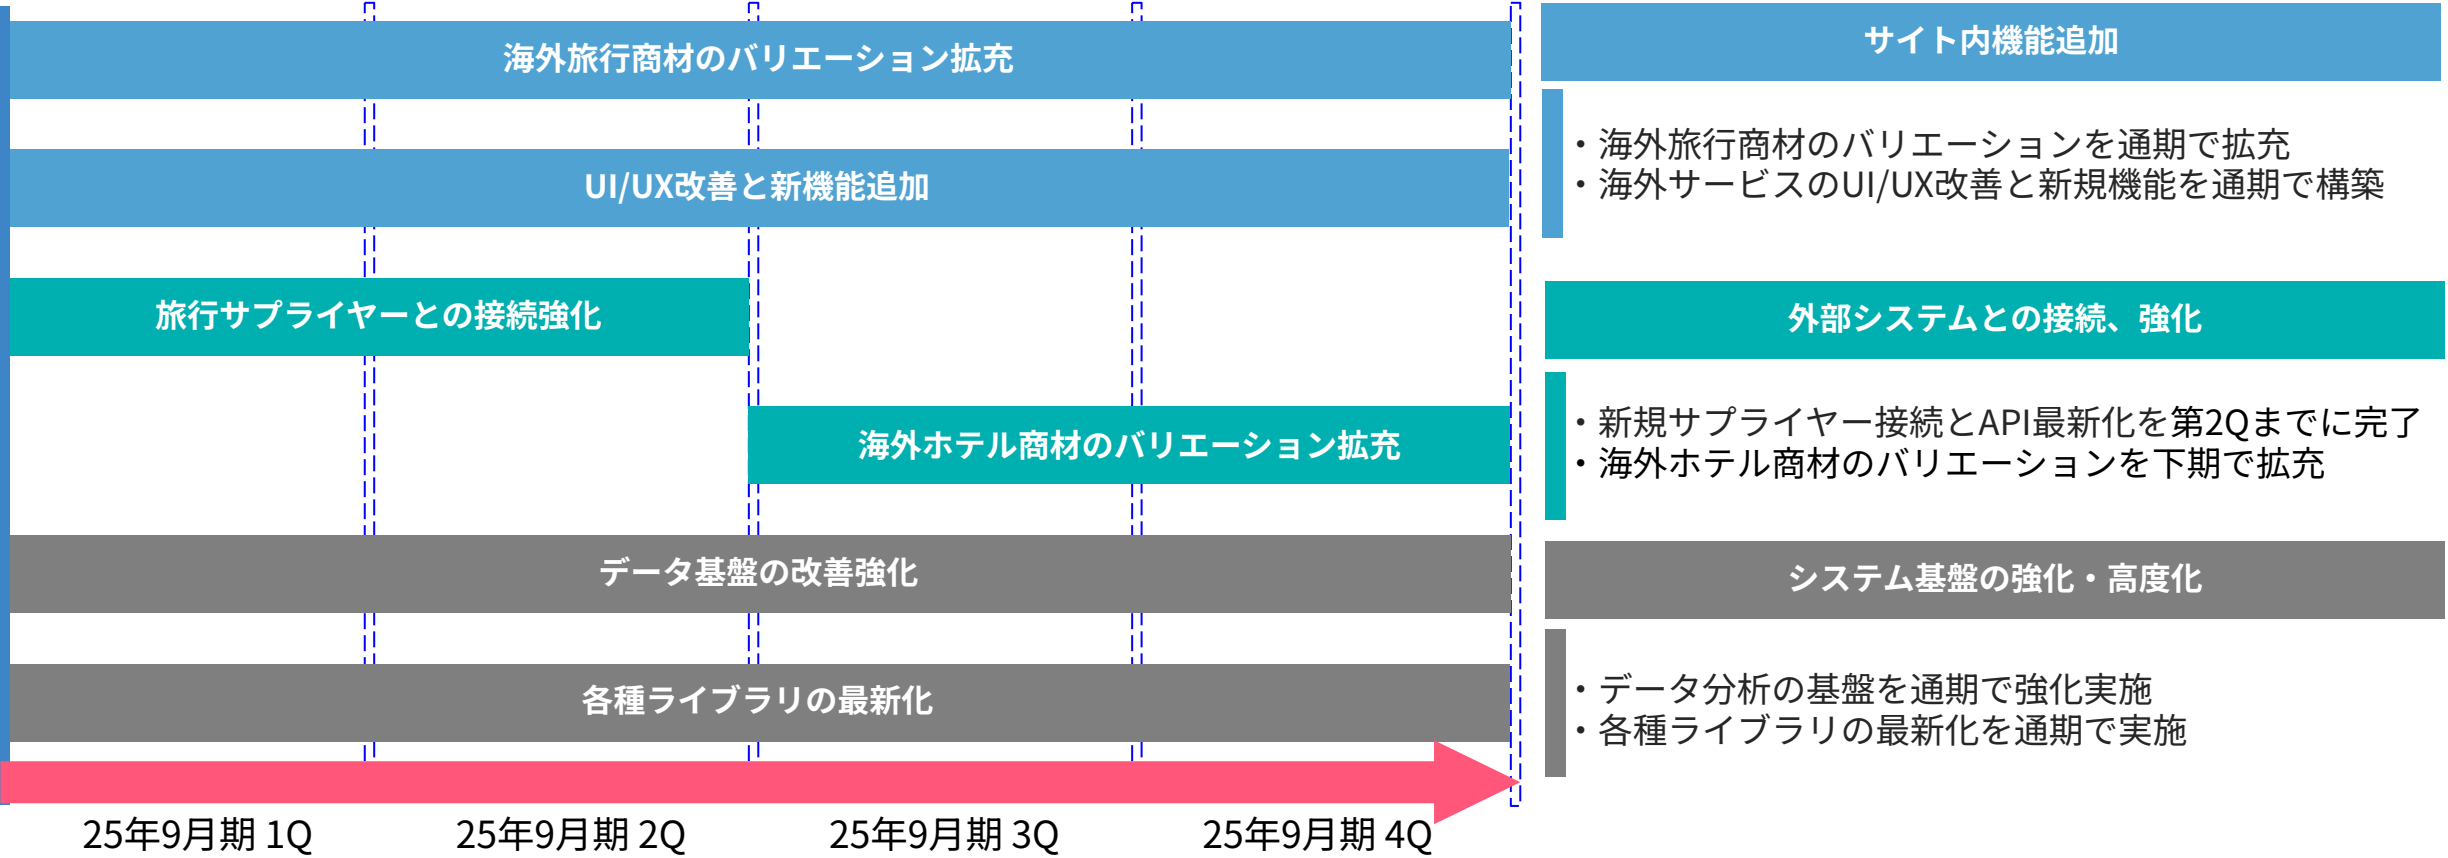 海外旅行商材のバリエーション拡充
UI/UX改善と新機能追加
旅行サプライヤーとの接続強化
海外ホテル商材のバリエーション拡充
データ基盤の改善強化
各種ライブラリの最新化
25年9月期 1Q
25年9月期 2Q
25年9月期 3Q
25年9月期 4Q
サイト内機能追加
・海外旅行商材のバリエーションを通期で拡充
・海外サービスのUI/UX改善と新規機能を通期で構築
外部システムとの接続、強化
・新規サプライヤー接続とAPI最新化を第2Qまでに完了
・海外ホテル商材のバリエーションを下期で拡充
システム基盤の強化・高度化
・データ分析の基盤を通期で強化実施
・各種ライブラリの最新化を通期で実施